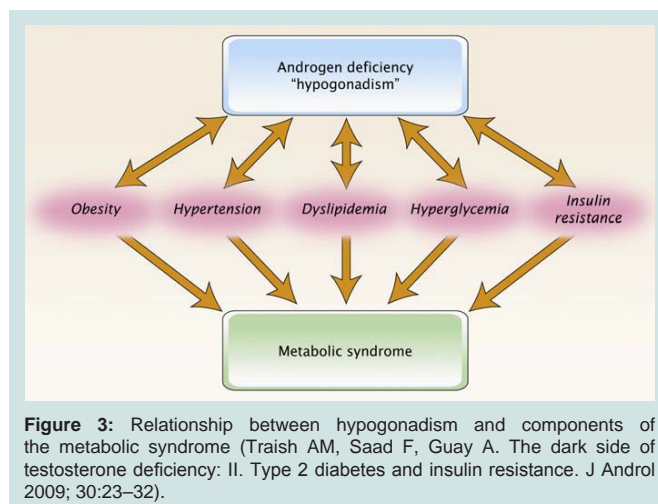 Androgen deficiency
“hypogonadism”
Obesity
Hypertension
Dyslipidemia
Hyperglycemia
Insulin
resistance
Metabolic syndrome
Figure 3: Relationship between hypogonadism and components of
the metabolic syndrome (Traish AM, Saad F, Guay A. The dark side of
testosterone deficiency: II. Type 2 diabetes and insulin resistance. J Androl
2009; 30:23–32).